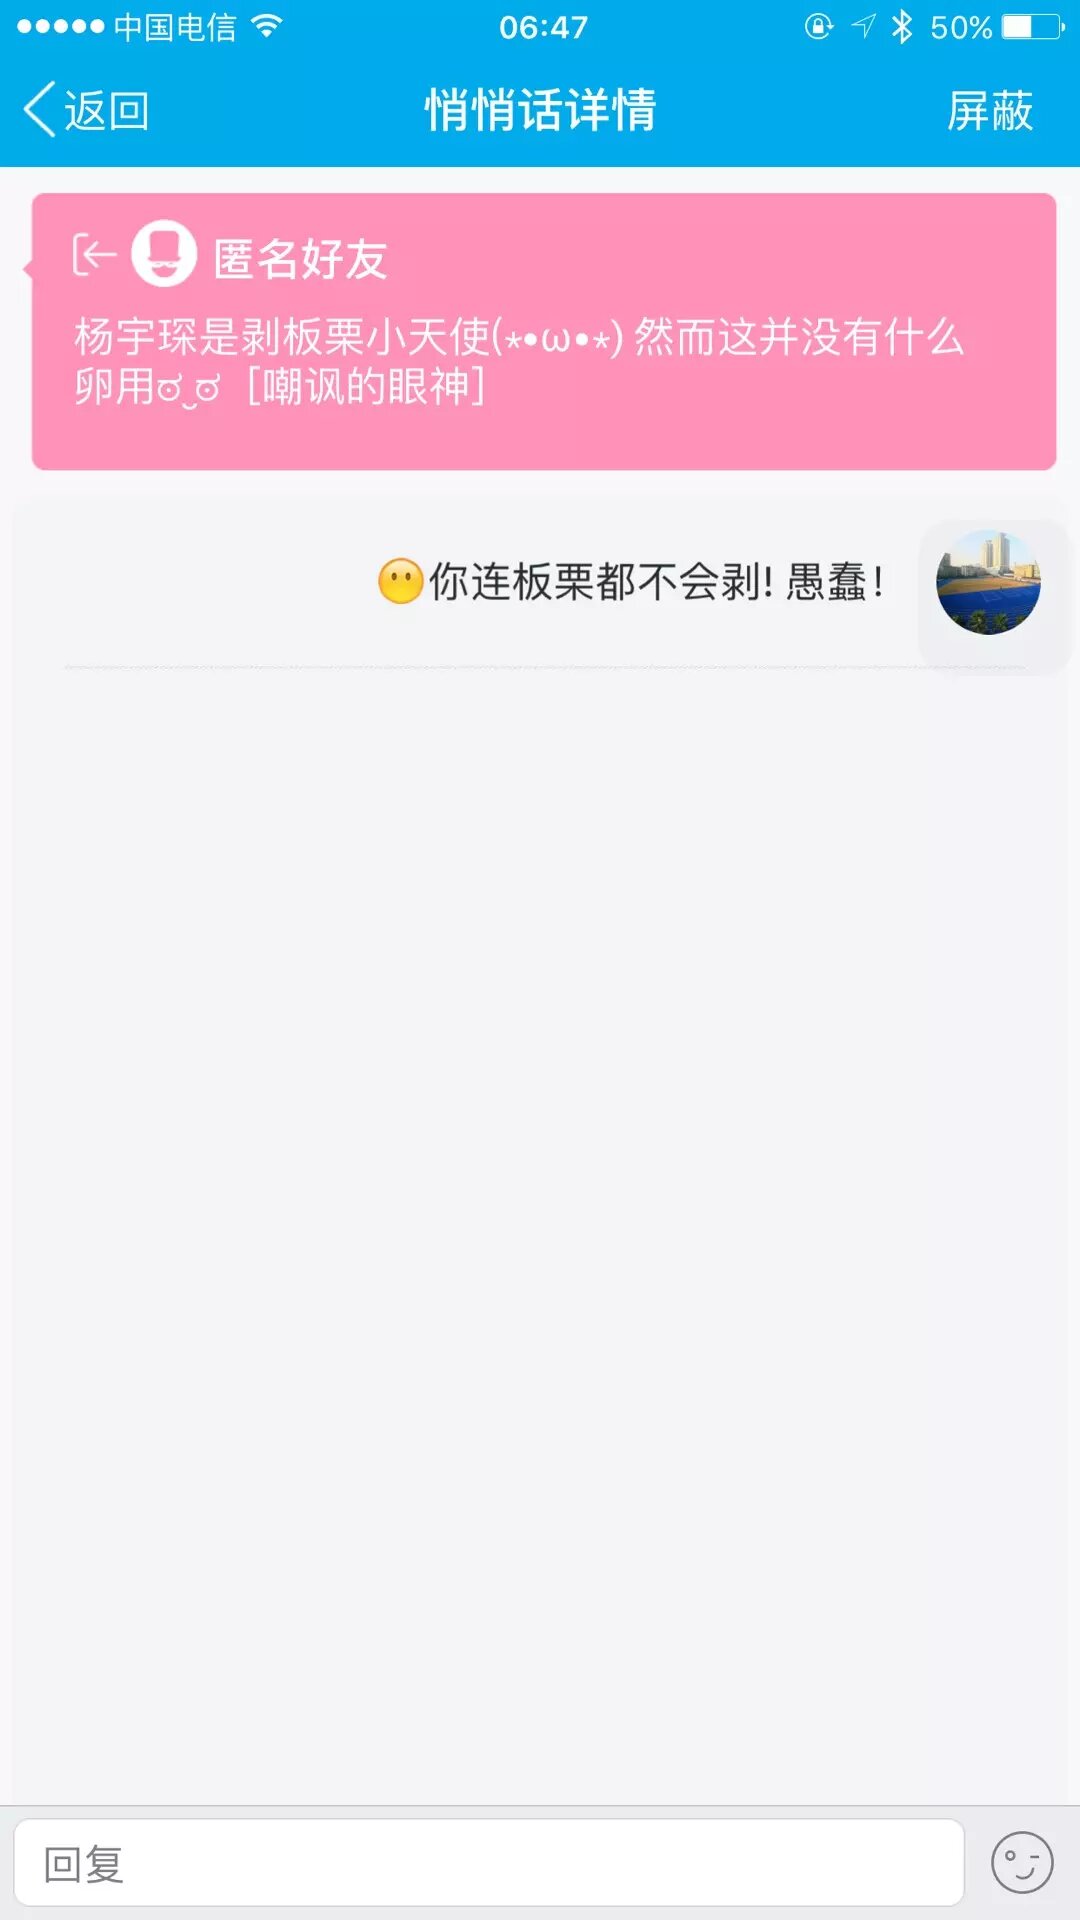 中国电信 06:47 50%
返回 悄悄话详情 屏蔽
匿名好友
杨宇琛是剥板栗小天使(⁎•ω•⁎) 然而这并没有什么
卵用ಠ_ಠ [嘲讽的眼神]
😶你连板栗都不会剥! 愚蠢!
回复